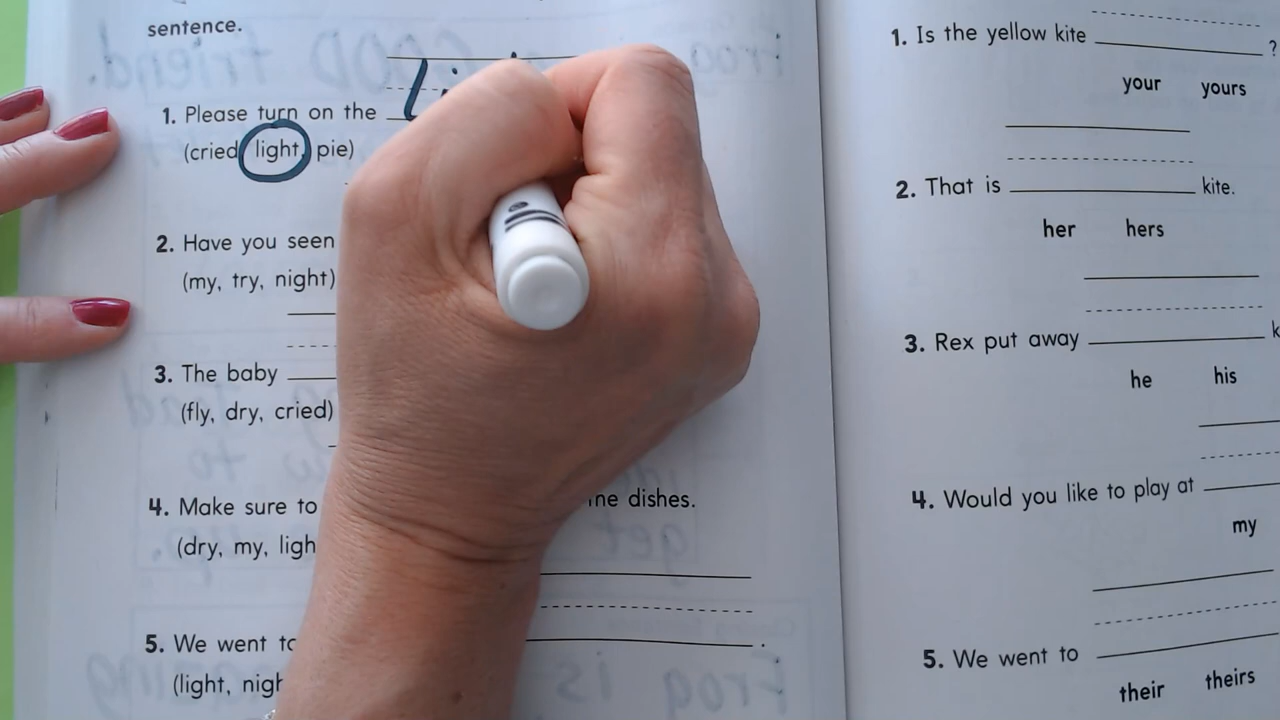 sentence.
1. Please turn on the li
(cried, light, pie)
2. Have you seen
(my, try, night)
3. The baby
(fly, dry, cried)
4. Make sure to the dishes.
(dry, my,
5. We went to .
(light,
1. Is the yellow kite ?
your yours
2. That is kite.
her hers
3. Rex put away
he his
4. Would you like to play at
my
5. We went to
their theirs